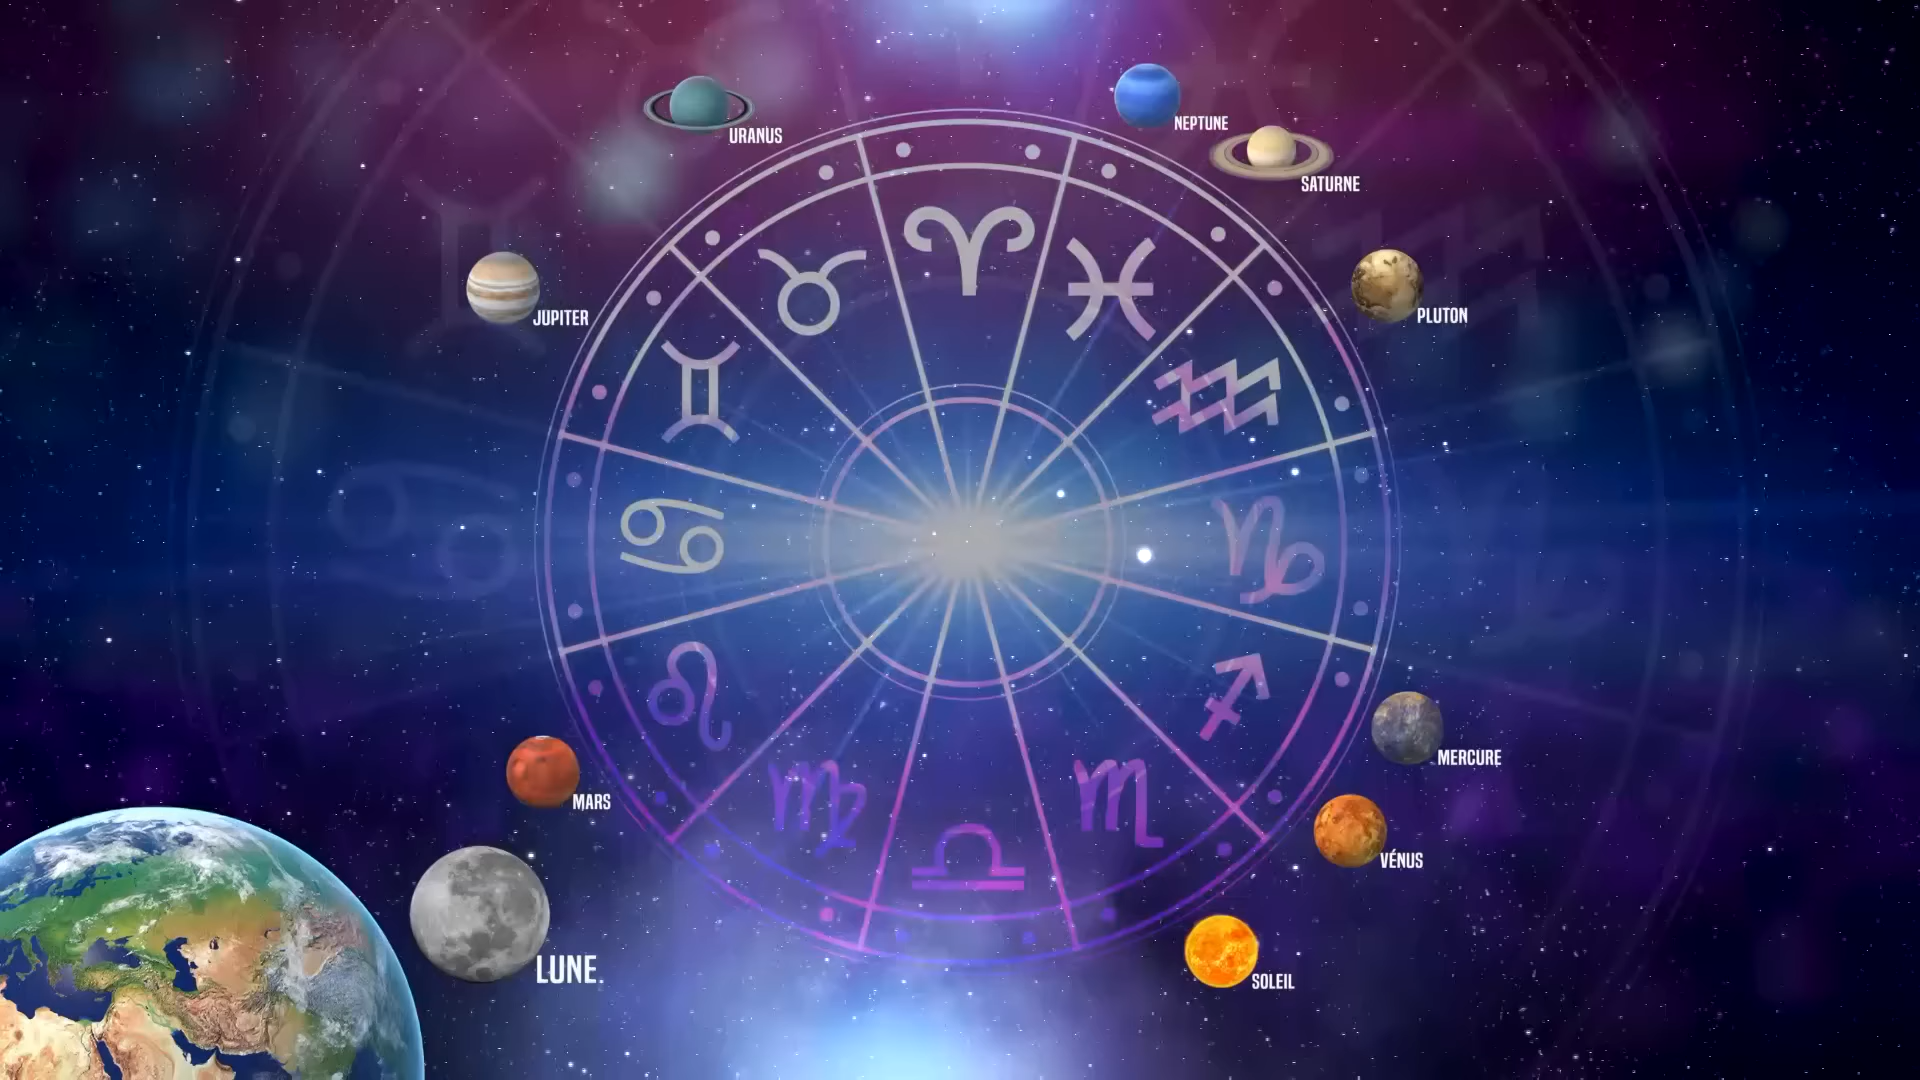 URANUS
NEPTUNE
SATURNE
JUPITER
PLUTON
MERCURE
MARS
VÉNUS
LUNE.
SOLEIL